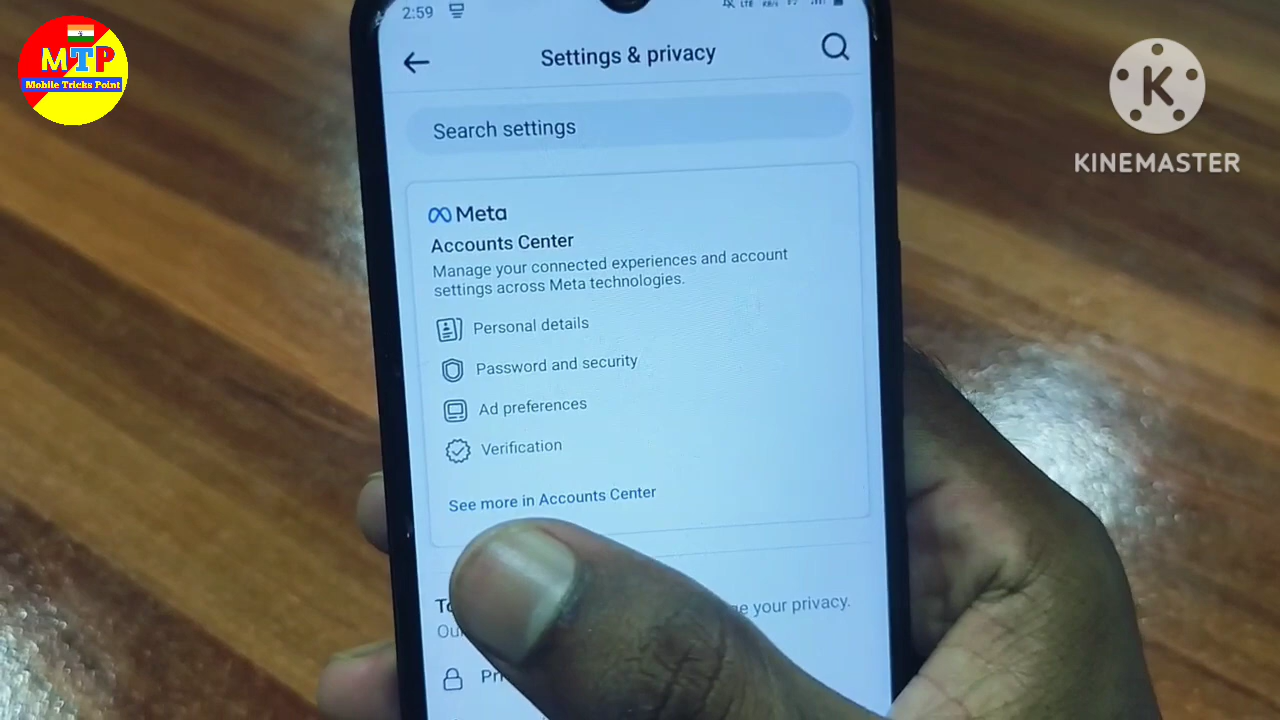 MTP
Mobile Tricks Point
K
KINEMASTER
2:59
LTE
Settings & privacy
Search settings
Meta
Accounts Center
Manage your connected experiences and account
settings across Meta technologies.
Personal details
Password and security
Ad preferences
Verification
See more in Accounts Center
your privacy.